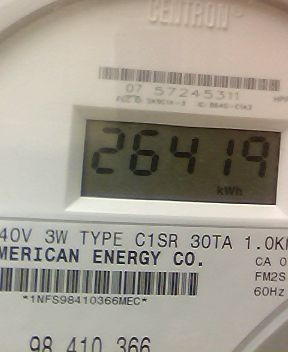 CENTRON®
07 57245311
26419
kWh
40V 3W TYPE C1SR 30TA 1.0K
MERICAN ENERGY CO.
CA 0
FM2S
60Hz
*1NFS98410366MEC*
98 410 366